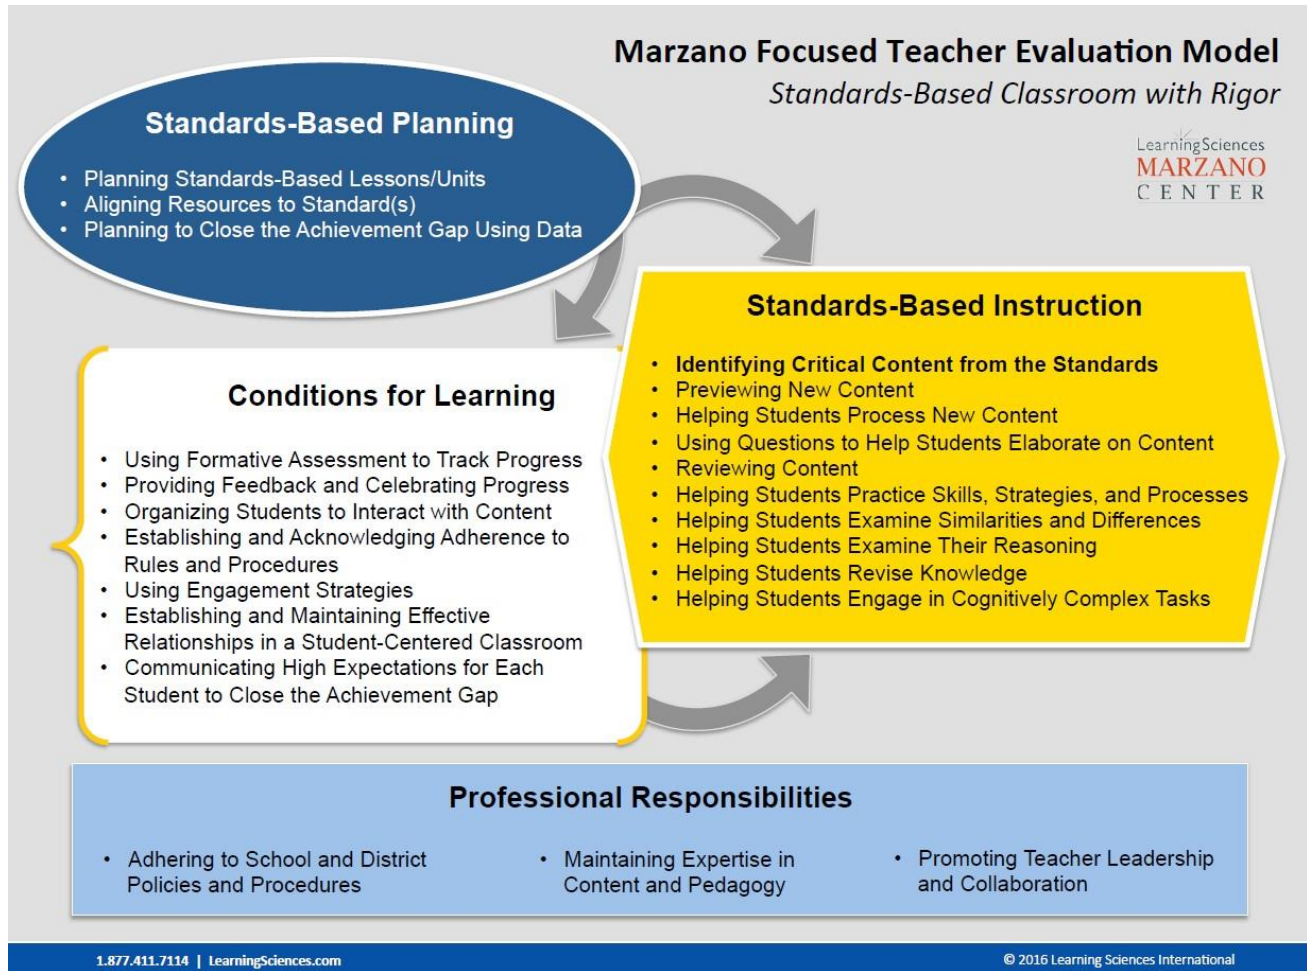 Marzano Focused Teacher Evaluation Model
Standards-Based Classroom with Rigor
LearningSciences
MARZANO
CENTER
Standards-Based Planning
• Planning Standards-Based Lessons/Units
• Aligning Resources to Standard(s)
• Planning to Close the Achievement Gap Using Data
Standards-Based Instruction
• Identifying Critical Content from the Standards
• Previewing New Content
• Helping Students Process New Content
• Using Questions to Help Students Elaborate on Content
• Reviewing Content
• Helping Students Practice Skills, Strategies, and Processes
• Helping Students Examine Similarities and Differences
• Helping Students Examine Their Reasoning
• Helping Students Revise Knowledge
• Helping Students Engage in Cognitively Complex Tasks
Conditions for Learning
• Using Formative Assessment to Track Progress
• Providing Feedback and Celebrating Progress
• Organizing Students to Interact with Content
• Establishing and Acknowledging Adherence to
Rules and Procedures
• Using Engagement Strategies
• Establishing and Maintaining Effective
Relationships in a Student-Centered Classroom
• Communicating High Expectations for Each
Student to Close the Achievement Gap
Professional Responsibilities
• Adhering to School and District
Policies and Procedures
• Maintaining Expertise in
Content and Pedagogy
• Promoting Teacher Leadership
and Collaboration
1.877.411.7114 | LearningSciences.com
© 2016 Learning Sciences International